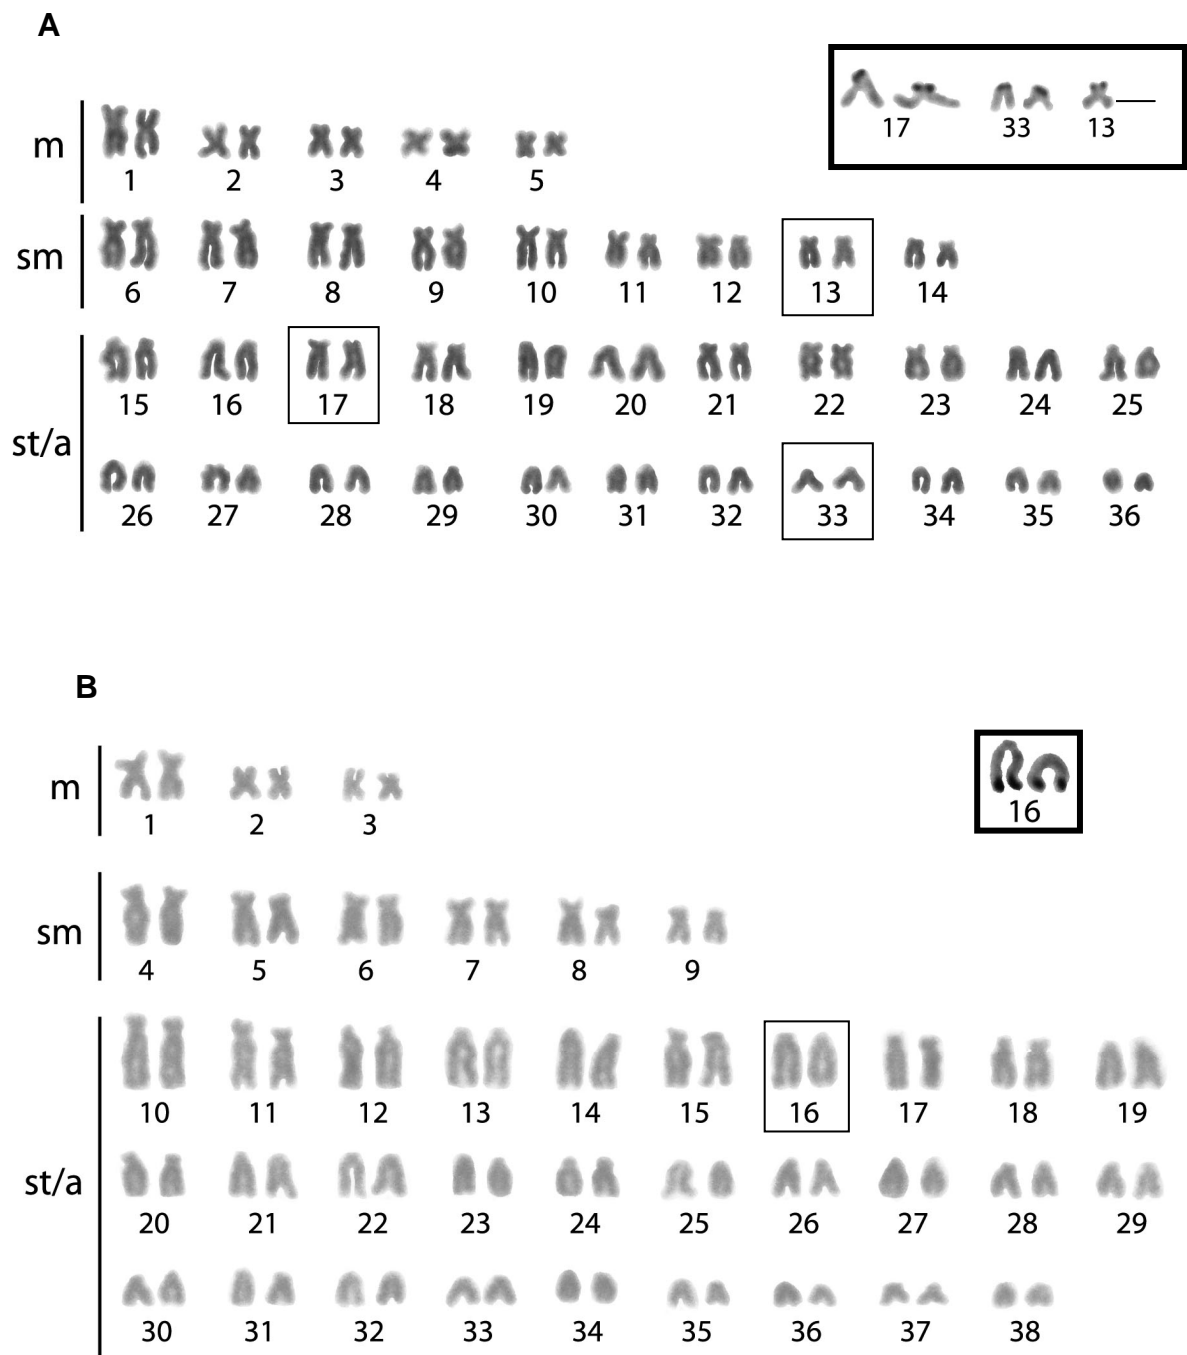 A
17 33 13
m
1 2 3 4 5
sm
6 7 8 9 10 11 12 13 14
15 16 17 18 19 20 21 22 23 24 25
st/a
26 27 28 29 30 31 32 33 34 35 36
B
m
16
1 2 3
sm
4 5 6 7 8 9
10 11 12 13 14 15 16 17 18 19
st/a
20 21 22 23 24 25 26 27 28 29
30 31 32 33 34 35 36 37 38